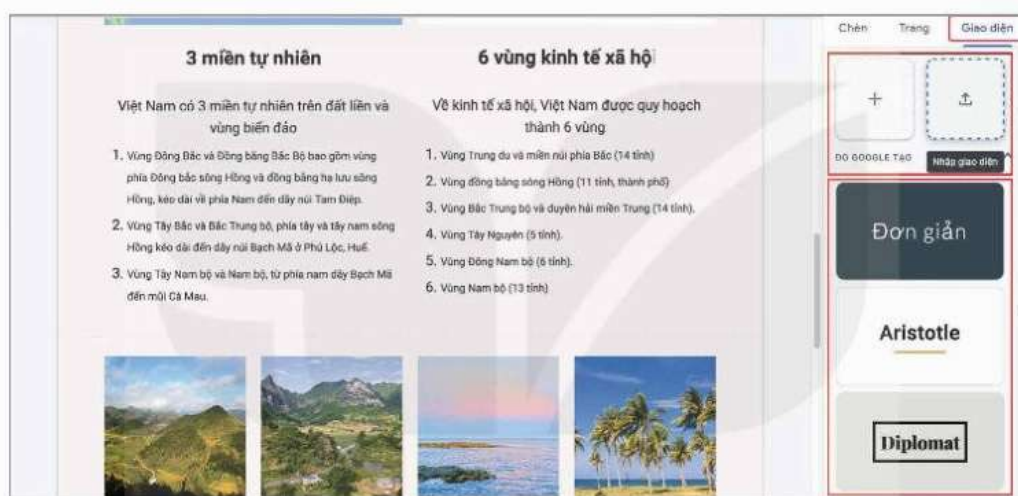 Chèn Trang Giao diện
3 miền tự nhiên
Việt Nam có 3 miền tự nhiên trên đất liền và
vùng biển đảo
1. Vùng Đông Bắc và Đồng bằng Bắc Bộ bao gồm vùng
phía Đông bắc sông Hồng và đồng bằng hạ lưu sông
Hồng, kéo dài về phía Nam đến dãy núi Tam Điệp.
2. Vùng Tây Bắc và Bắc Trung bộ, phía tây và tây nam sông
Hồng kéo dài đến dãy núi Bạch Mã ở Phú Lộc, Huế.
3. Vùng Tây Nam bộ và Nam bộ, từ phía nam dãy Bạch Mã
đến mũi Cà Mau.
6 vùng kinh tế xã hộ
Về kinh tế xã hội, Việt Nam được quy hoạch
thành 6 vùng
1. Vùng Trung du và miền núi phía Bắc (14 tỉnh)
2. Vùng đồng bằng sông Hồng (11 tỉnh, thành phố)
3. Vùng Bắc Trung bộ và duyên hải miền Trung (14 tỉnh).
4. Vùng Tây Nguyên (5 tỉnh).
5. Vùng Đông Nam bộ (6 tỉnh).
6. Vùng Nam bộ (13 tỉnh)
DO GOOGLE TẠO
Nhập giao diện
Đơn giản
Aristotle
Diplomat